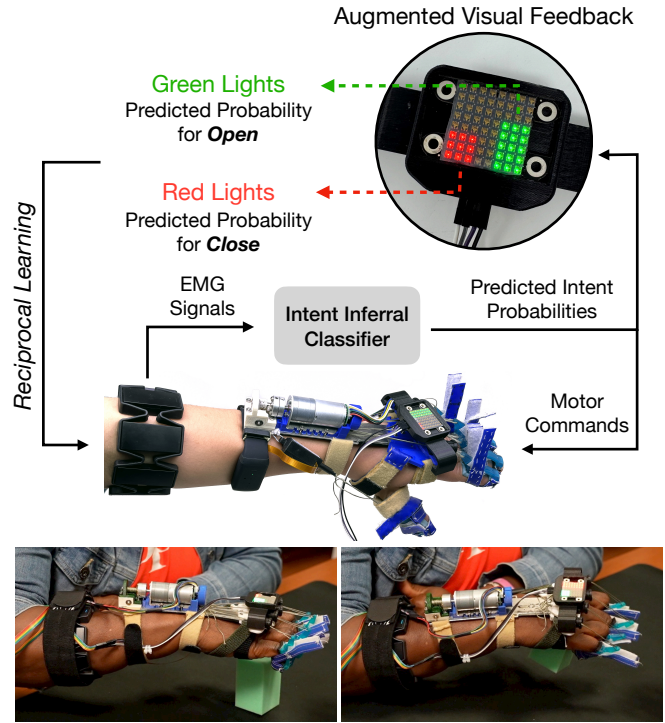 Augmented Visual Feedback
Green Lights
Predicted Probability
for Open
Red Lights
Predicted Probability
for Close
Reciprocal Learning
EMG
Signals
Intent Inferral
Classifier
Predicted Intent
Probabilities
Motor
Commands